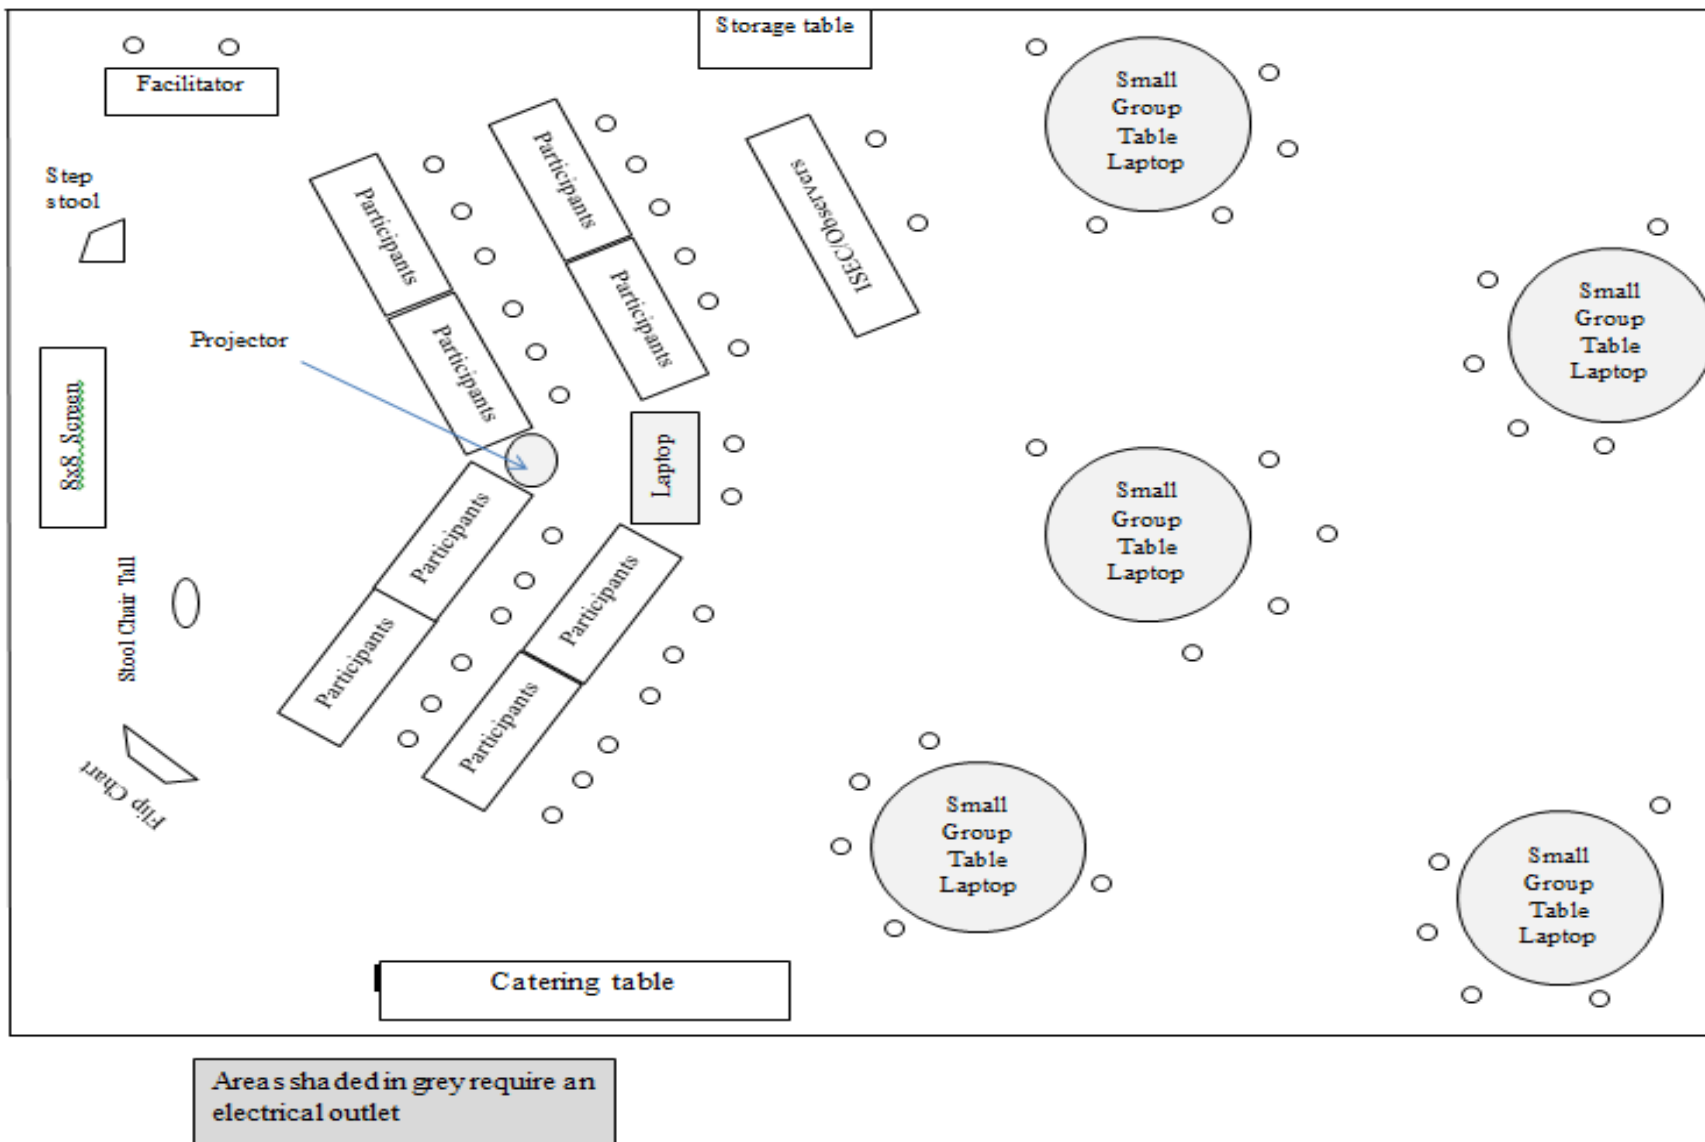 Storage table
Facilitator
Small
Group
Table
Laptop
Step
stool
Participants
Participants
ISEC/Observers
Participants
Participants
Small
Group
Table
Laptop
Projector
8x8 Screen
Laptop
Small
Group
Table
Laptop
Participants
Participants
Stool Chair Tall
Participants
Participants
Flip Chart
Small
Group
Table
Laptop
Small
Group
Table
Laptop
Catering table
Areas shaded in grey require an
electrical outlet